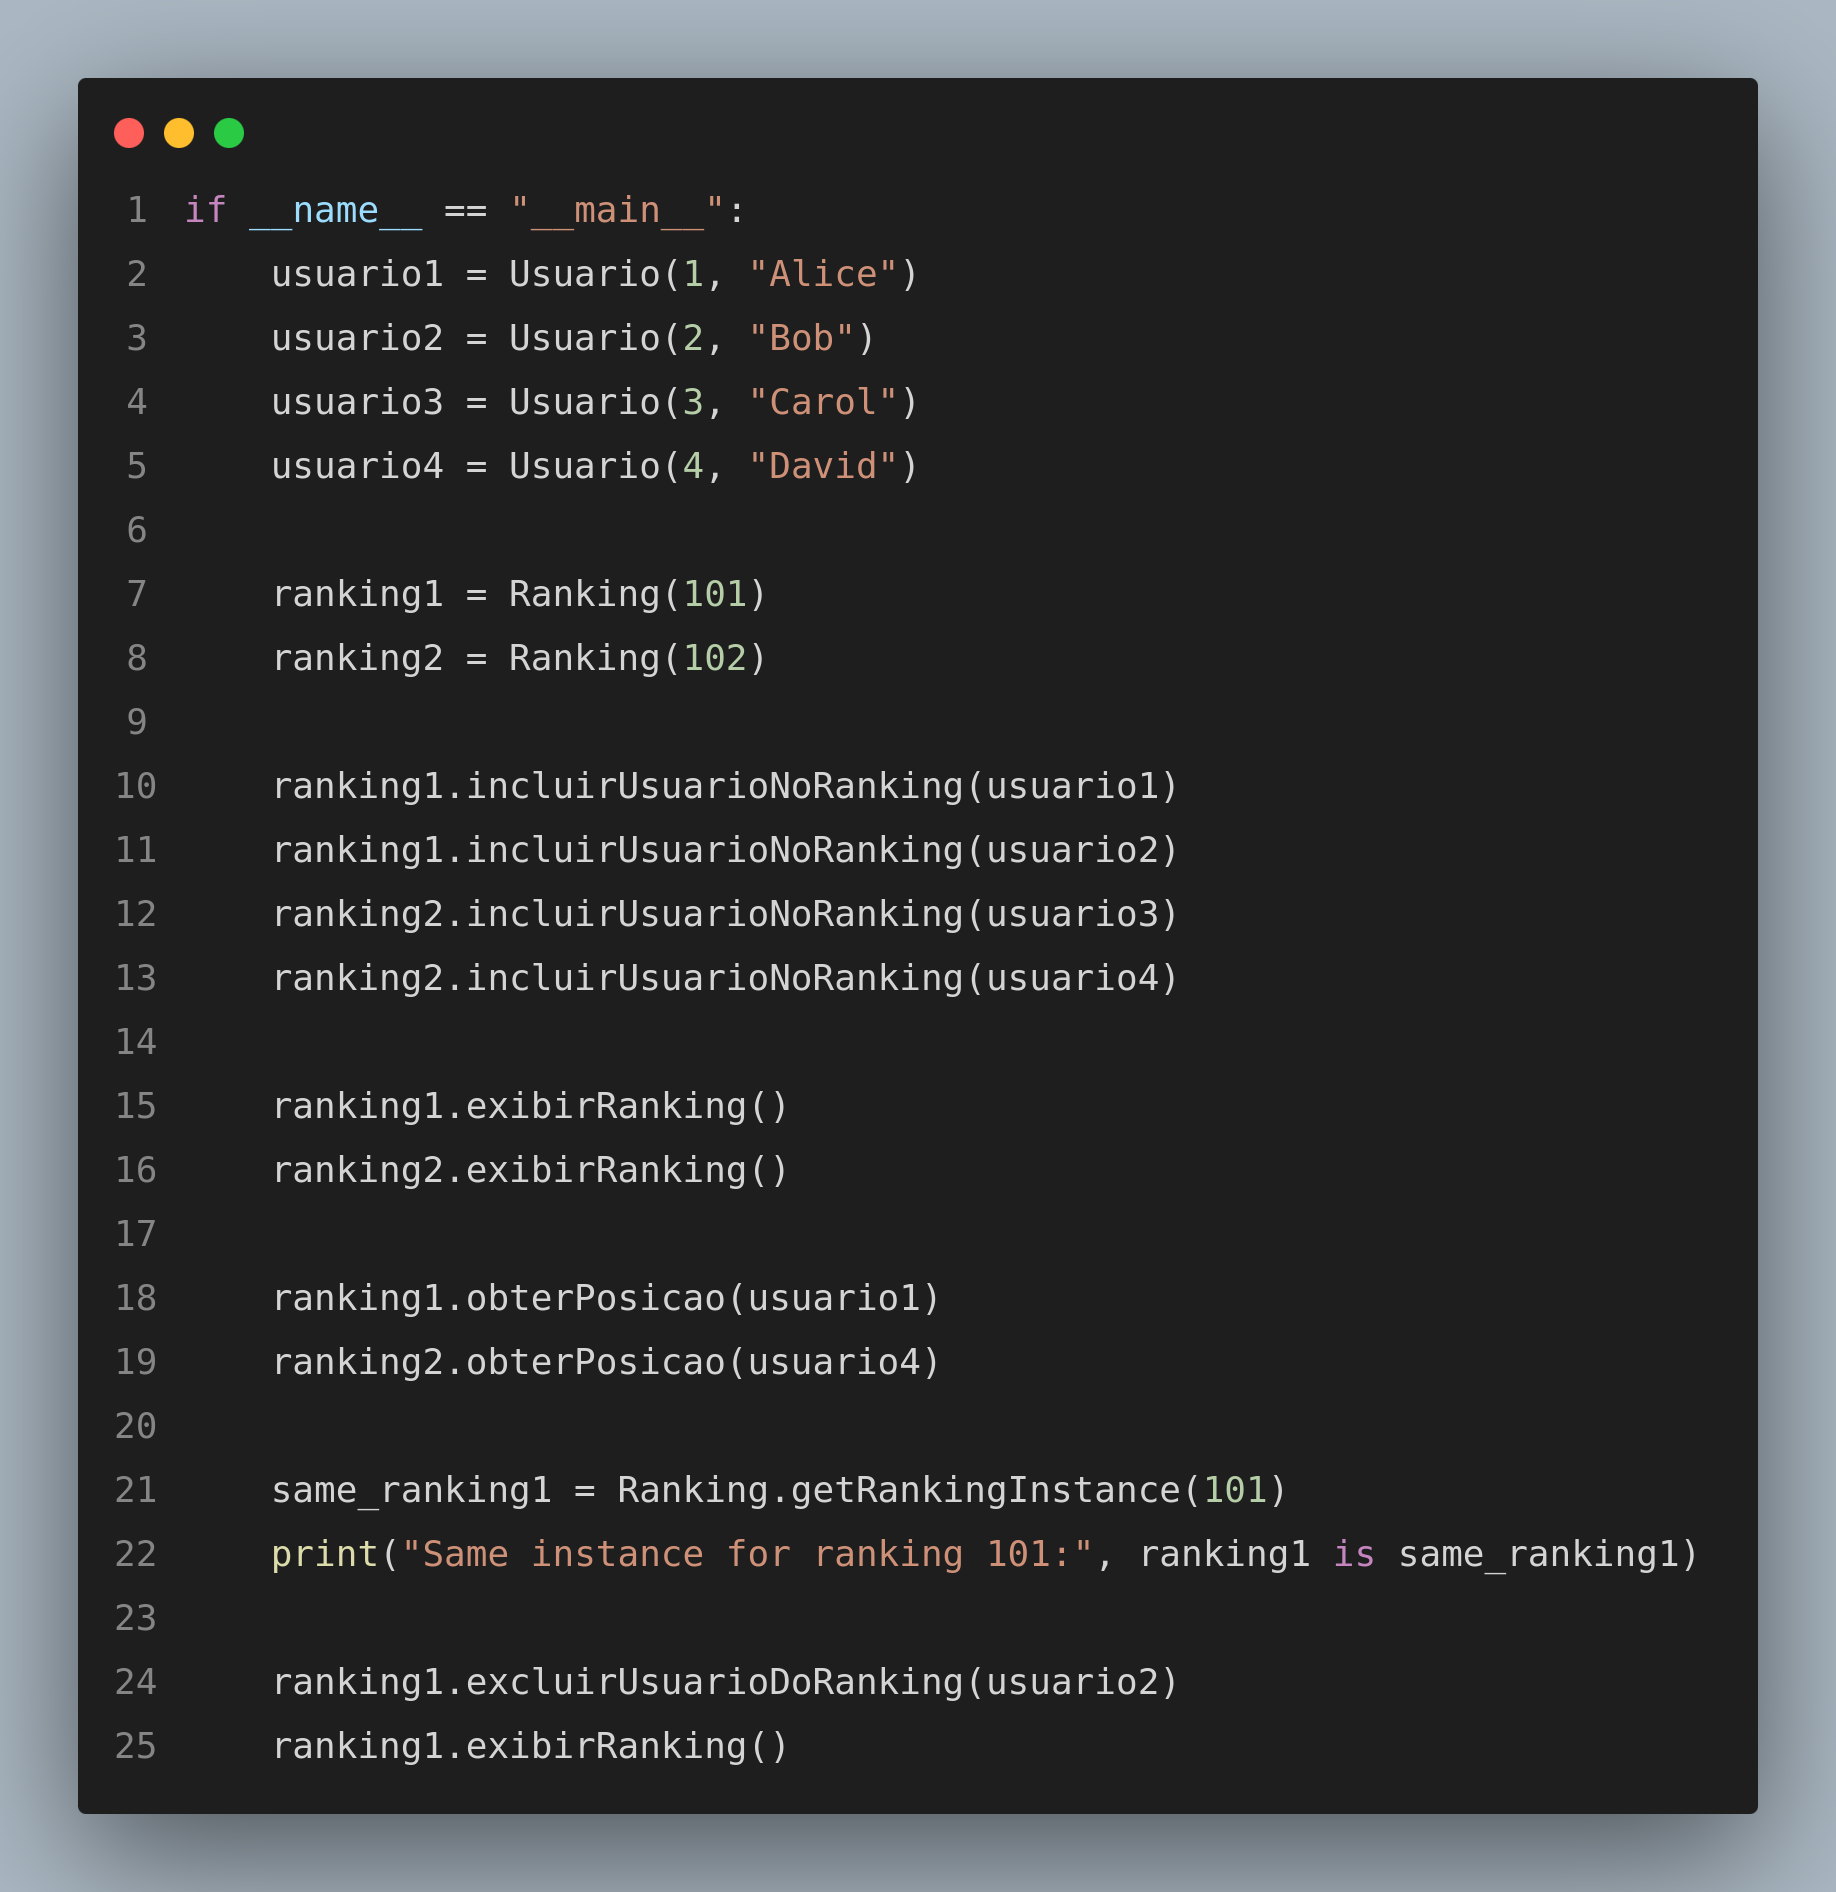 1 if __name__ == "__main__":
2     usuario1 = Usuario(1, "Alice")
3     usuario2 = Usuario(2, "Bob")
4     usuario3 = Usuario(3, "Carol")
5     usuario4 = Usuario(4, "David")
6
7     ranking1 = Ranking(101)
8     ranking2 = Ranking(102)
9
10     ranking1.incluirUsuarioNoRanking(usuario1)
11     ranking1.incluirUsuarioNoRanking(usuario2)
12     ranking2.incluirUsuarioNoRanking(usuario3)
13     ranking2.incluirUsuarioNoRanking(usuario4)
14
15     ranking1.exibirRanking()
16     ranking2.exibirRanking()
17
18     ranking1.obterPosicao(usuario1)
19     ranking2.obterPosicao(usuario4)
20
21     same_ranking1 = Ranking.getRankingInstance(101)
22     print("Same instance for ranking 101:", ranking1 is same_ranking1)
23
24     ranking1.excluirUsuarioDoRanking(usuario2)
25     ranking1.exibirRanking()